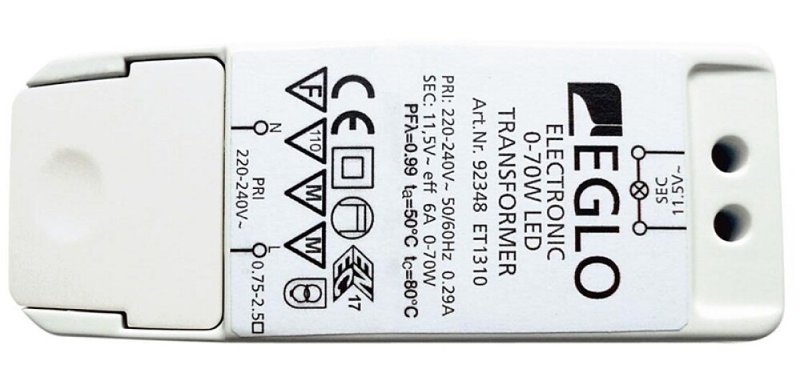 EGLO
ELECTRONIC
0-70W LED
TRANSFORMER
Art.Nr. 92348 ET1310
PRI: 220-240V~ 50/60Hz 0.29A
SEC: 11,5V~ eff 6A 0-70W
PFλ=0.99 ta=50°C tc=80°C
CE
EMEC 17
F
110
M
M
N
PRI
220-240V~
L
0.75-2.5□
SEC
11.5V~